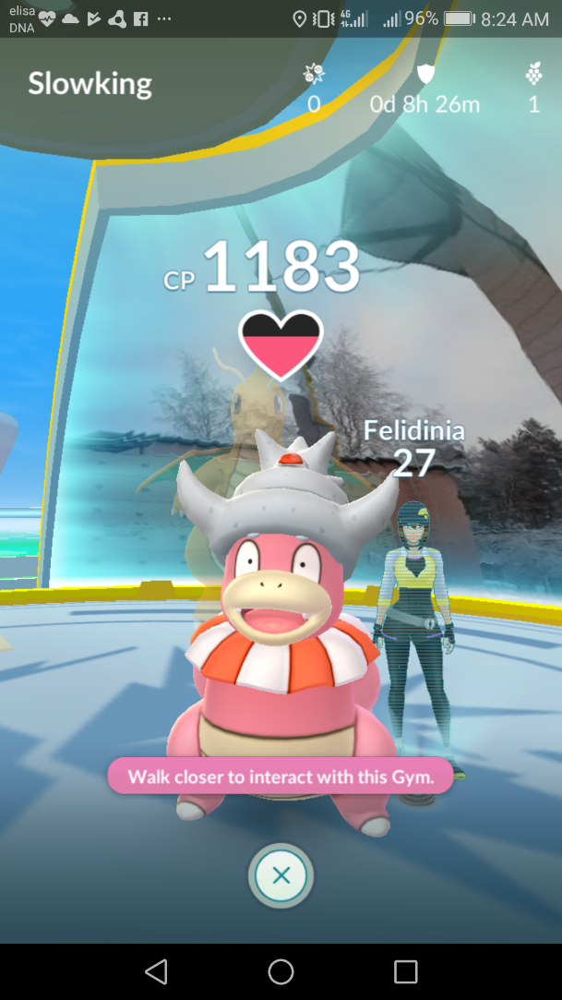 elisa
DNA
4G
96%
8:24 AM
Slowking
0
0d 8h 26m
1
CP 1183
Felidinia
27
Walk closer to interact with this Gym.